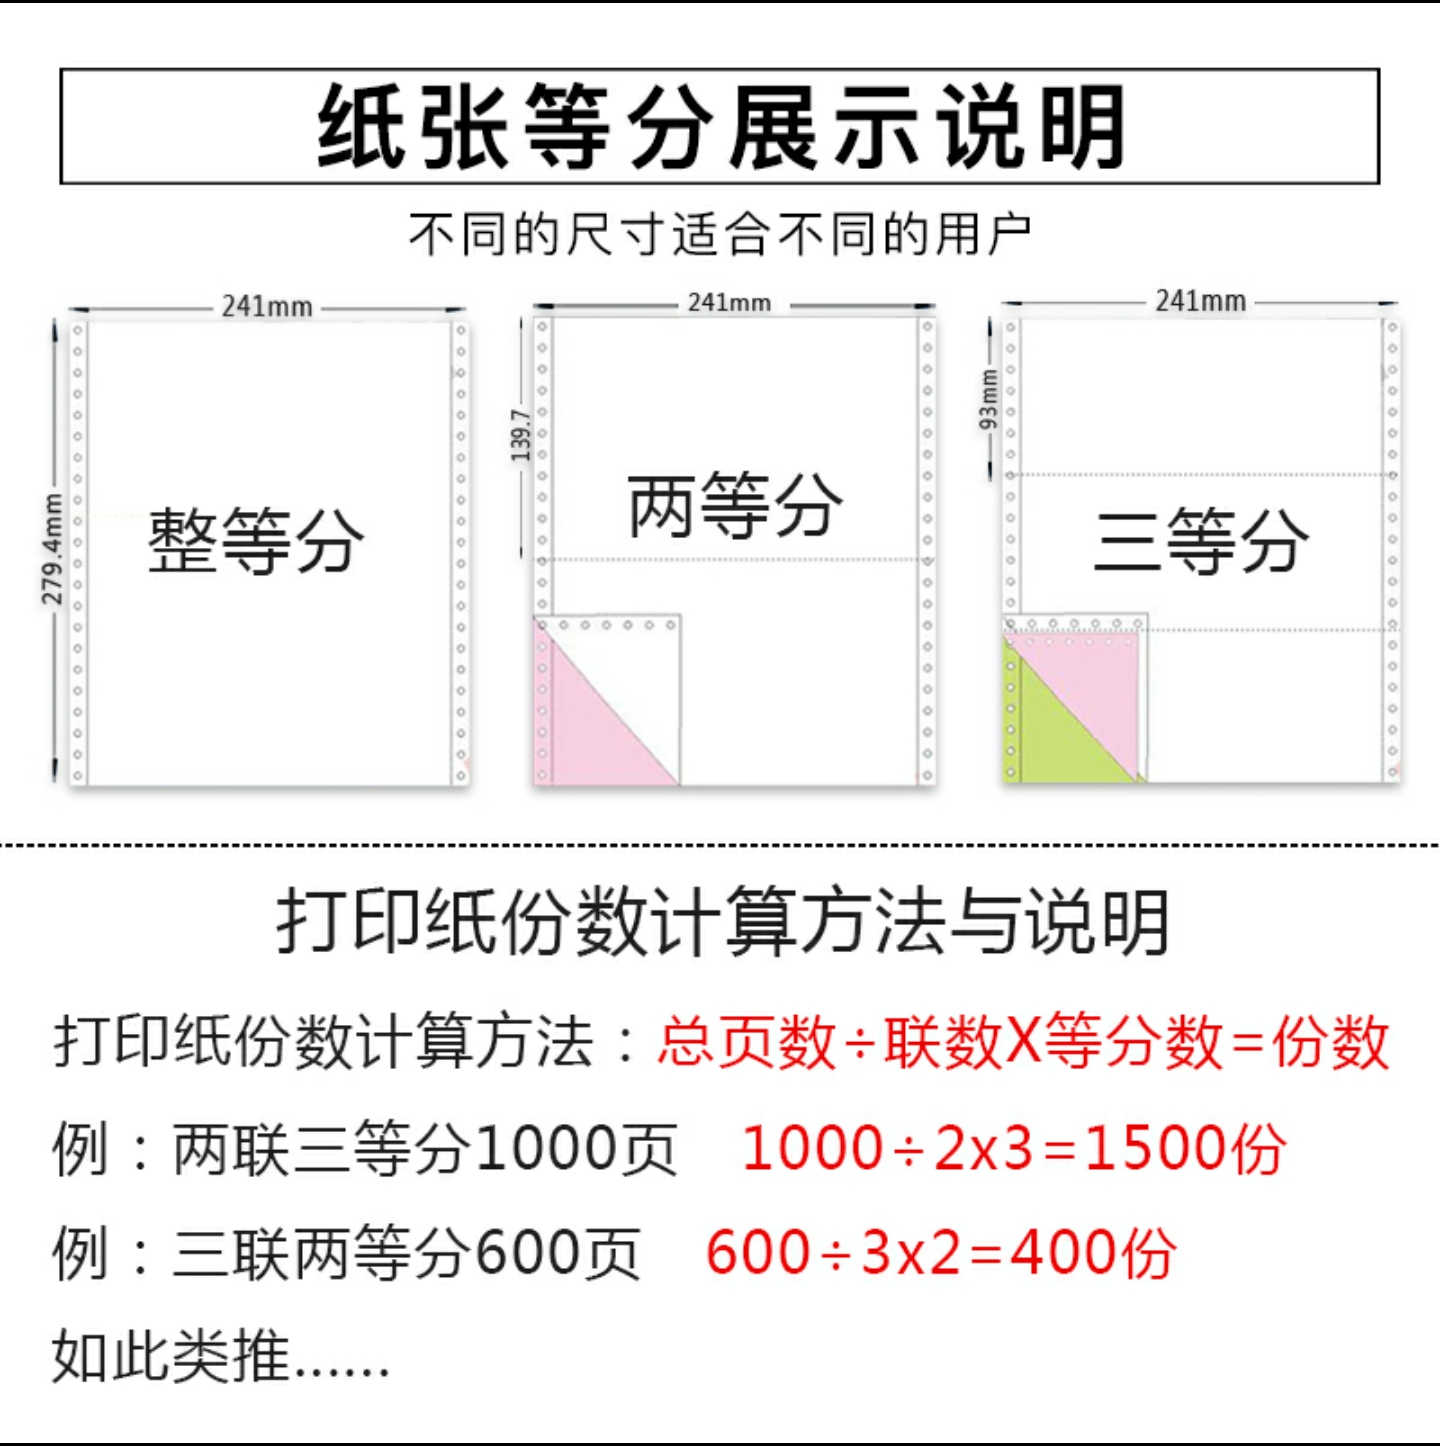 纸张等分展示说明
不同的尺寸适合不同的用户
241mm
279.4mm
整等分
241mm
139.7
两等分
241mm
93mm
三等分
打印纸份数计算方法与说明
打印纸份数计算方法：总页数÷联数X等分数=份数
例：两联三等分1000页 1000÷2x3=1500份
例：三联两等分600页 600÷3x2=400份
如此类推......